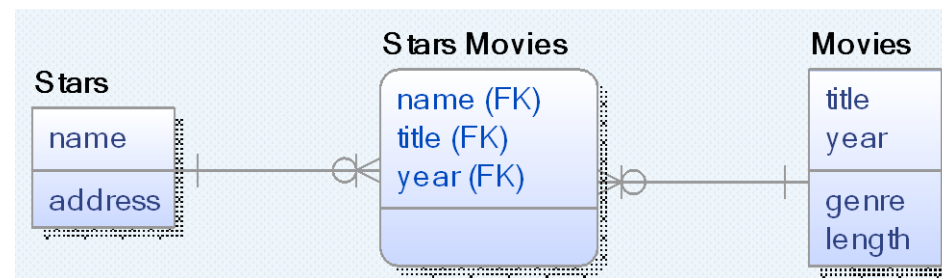 Stars
name
address
Stars Movies
name (FK)
title (FK)
year (FK)
Movies
title
year
genre
length